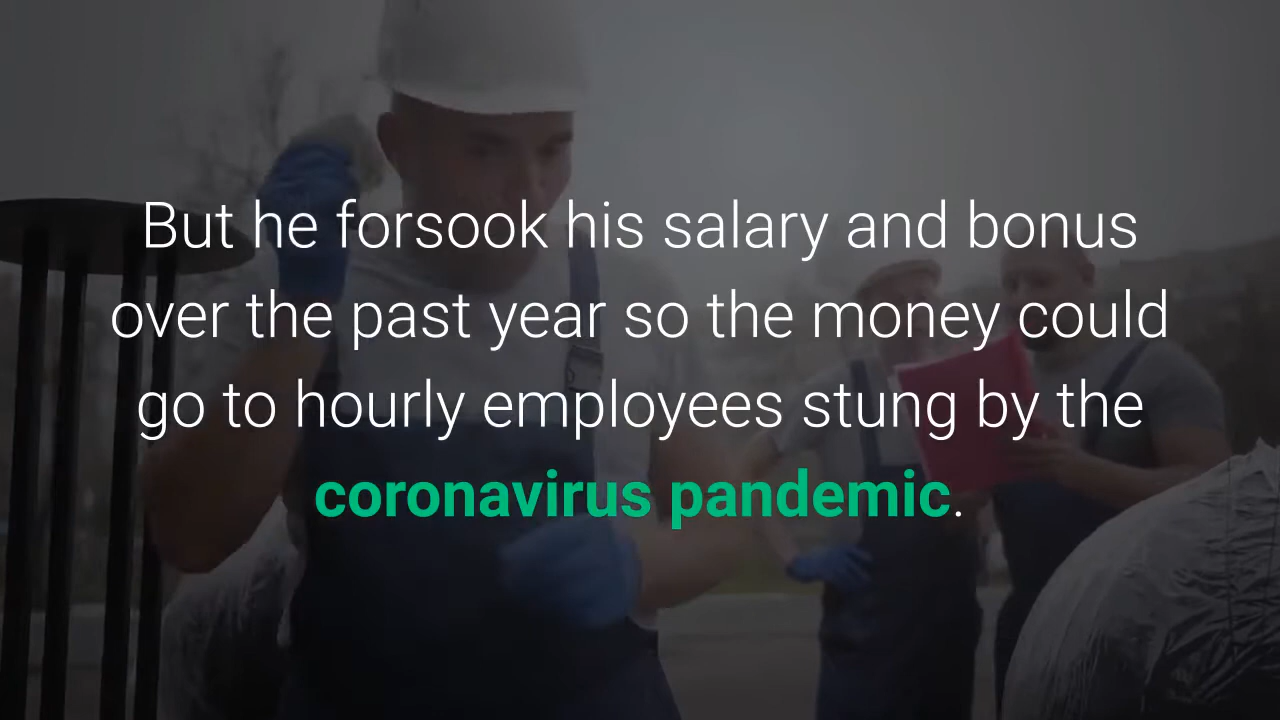 But he forsook his salary and bonus
over the past year so the money could
go to hourly employees stung by the
coronavirus pandemic.